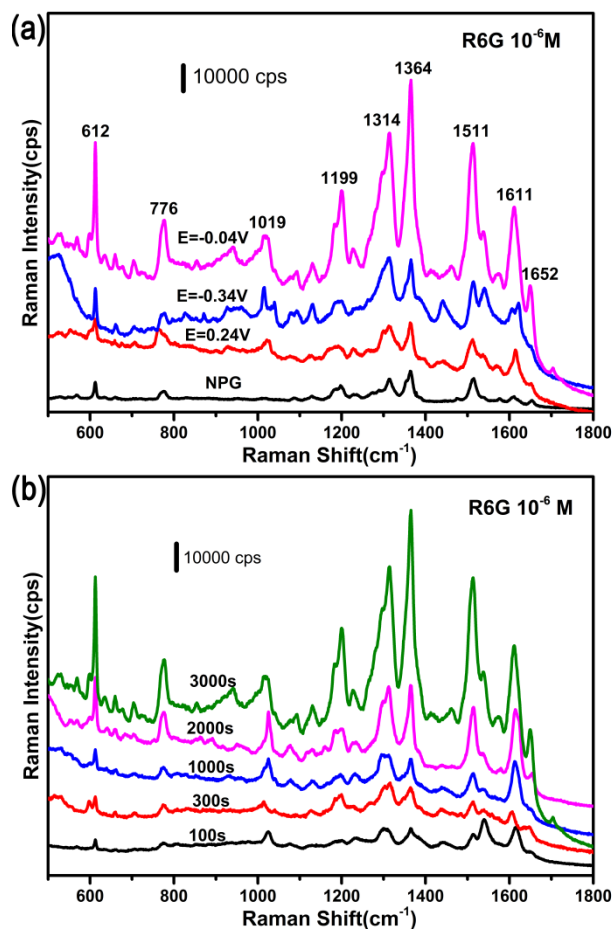 (a)
R6G 10⁻⁶M
10000 cps
1364
612
1314
1511
1199
1611
776
1019
1652
E=-0.04V
E=-0.34V
E=0.24V
NPG
Raman Intensity(cps)
600 800 1000 1200 1400 1600 1800
Raman Shift(cm⁻¹)
(b)
R6G 10⁻⁶ M
10000 cps
3000s
2000s
1000s
300s
100s
Raman Intensity(cps)
600 800 1000 1200 1400 1600 1800
Raman Shift(cm⁻¹)